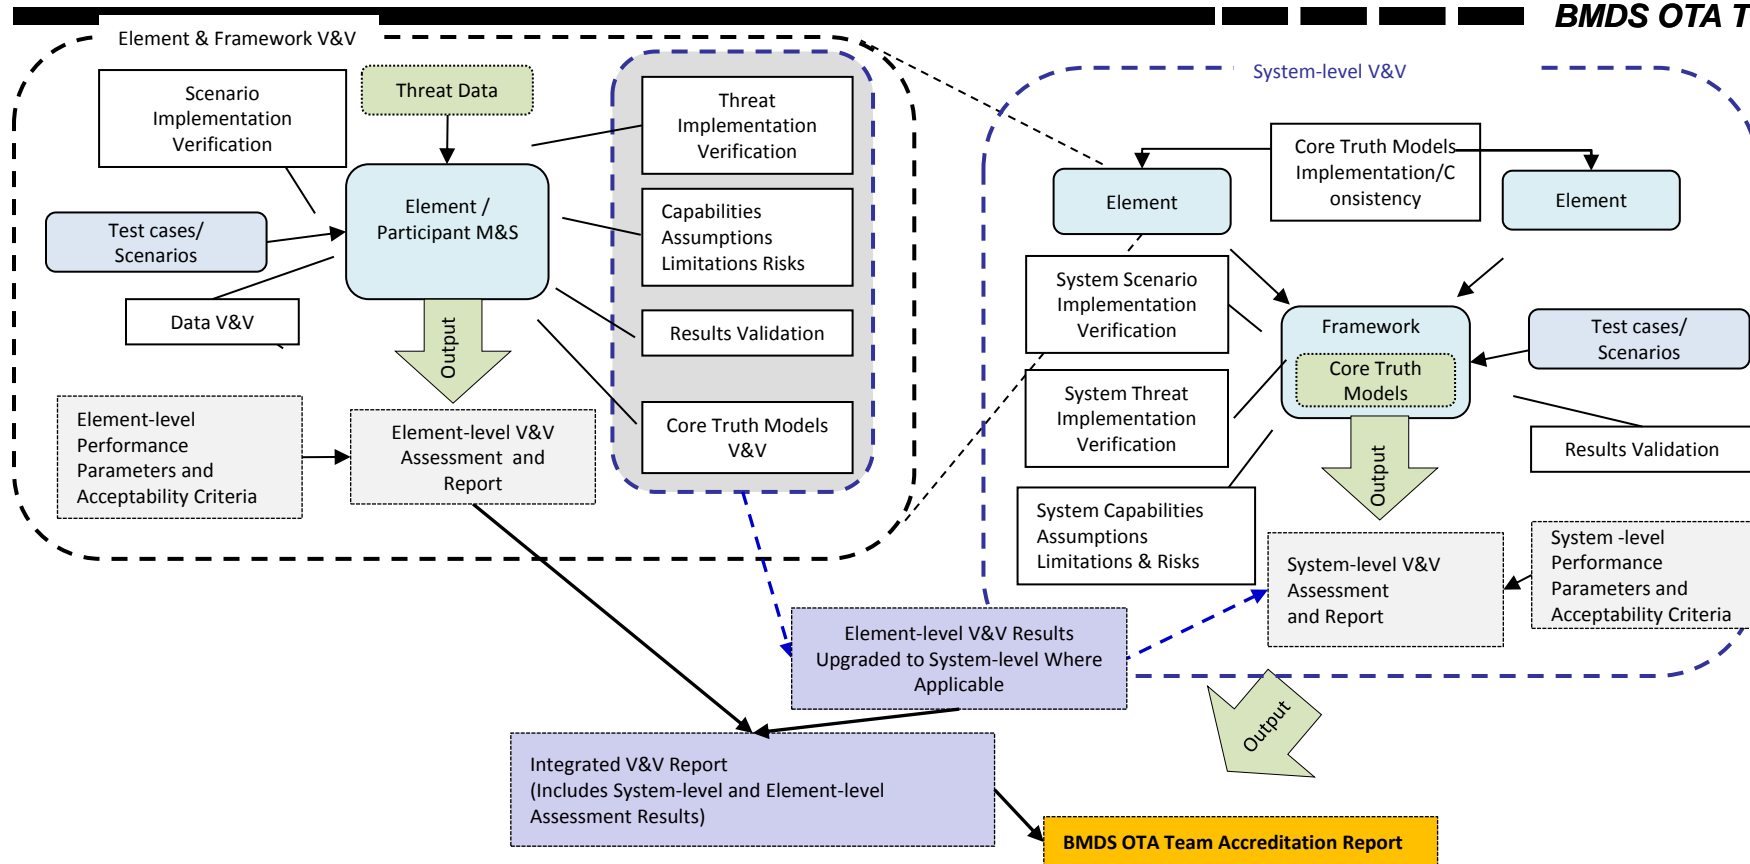 BMDS OTA T
Element & Framework V&V
Scenario
Implementation
Verification
Threat Data
Threat
Implementation
Verification
Element /
Participant M&S
Capabilities
Assumptions
Limitations Risks
Test cases/
Scenarios
Data V&V
Results Validation
Output
Core Truth Models
V&V
Element-level
Performance
Parameters and
Acceptability Criteria
Element-level V&V
Assessment and
Report
System-level V&V
Core Truth Models
Implementation/C
onsistency
Element
Element
System Scenario
Implementation
Verification
Framework
Core Truth
Models
Test cases/
Scenarios
System Threat
Implementation
Verification
Results Validation
Output
System Capabilities
Assumptions
Limitations & Risks
System-level V&V
Assessment
and Report
System -level
Performance
Parameters and
Acceptability Criteria
Element-level V&V Results
Upgraded to System-level Where
Applicable
Output
Integrated V&V Report
(Includes System-level and Element-level
Assessment Results)
BMDS OTA Team Accreditation Report